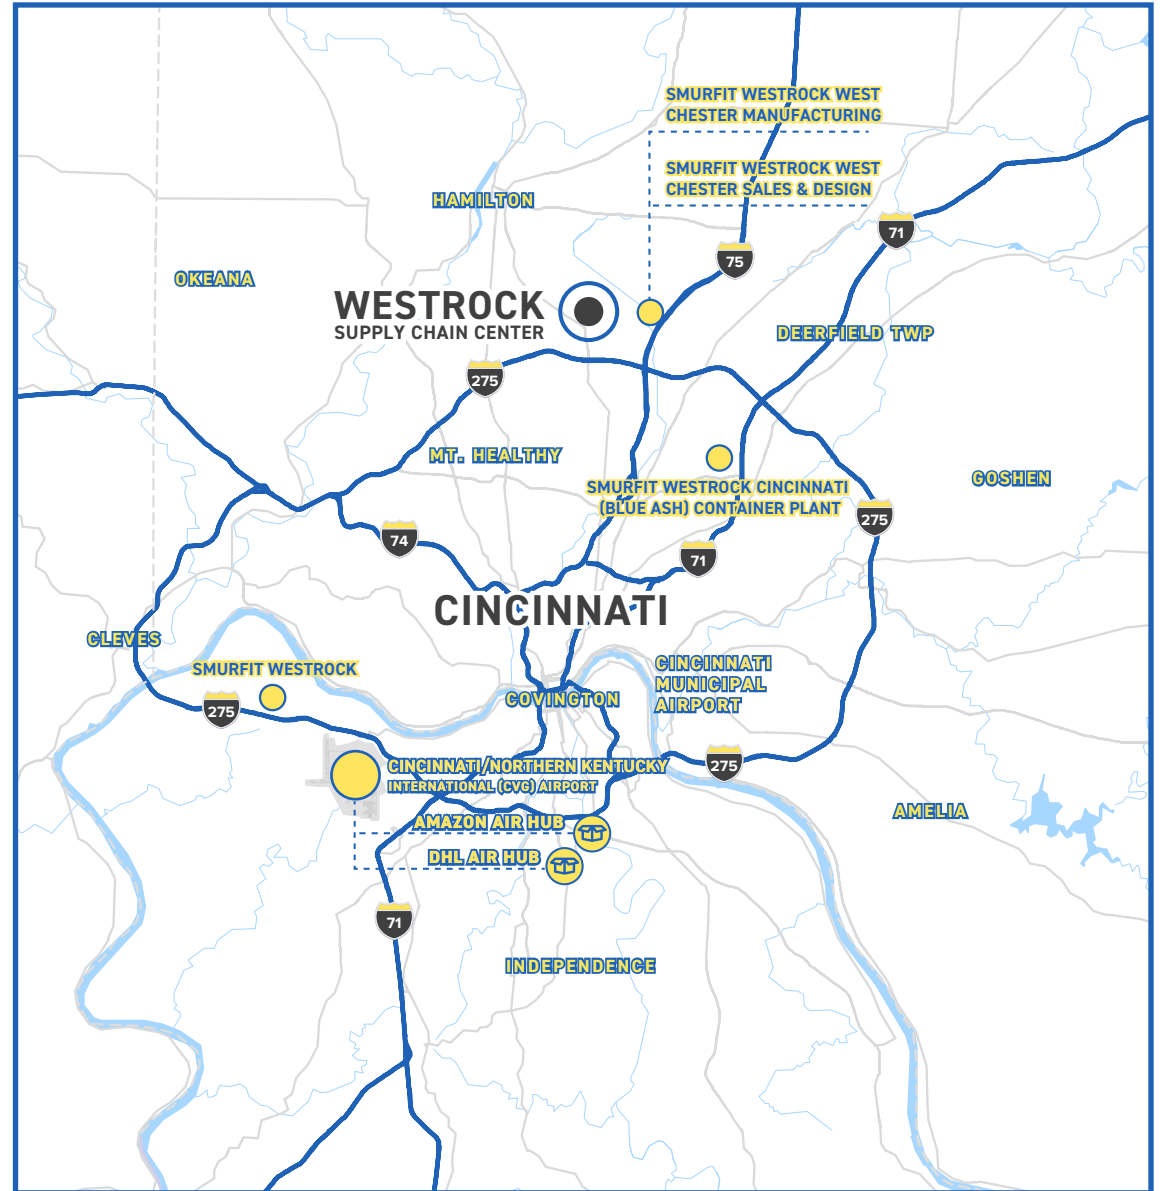 SMURFIT WESTROCK WEST
CHESTER MANUFACTURING
SMURFIT WESTROCK WEST
CHESTER SALES & DESIGN
HAMILTON
71
75
OKEANA
WESTROCK
SUPPLY CHAIN CENTER
DEERFIELD TWP
275
MT. HEALTHY
GOSHEN
SMURFIT WESTROCK CINCINNATI
(BLUE ASH) CONTAINER PLANT
275
74
71
CINCINNATI
CLEVES
SMURFIT WESTROCK
CINCINNATI
MUNICIPAL
AIRPORT
COVINGTON
275
275
CINCINNATI/NORTHERN KENTUCKY
INTERNATIONAL (CVG) AIRPORT
AMELIA
AMAZON AIR HUB
DHL AIR HUB
71
INDEPENDENCE